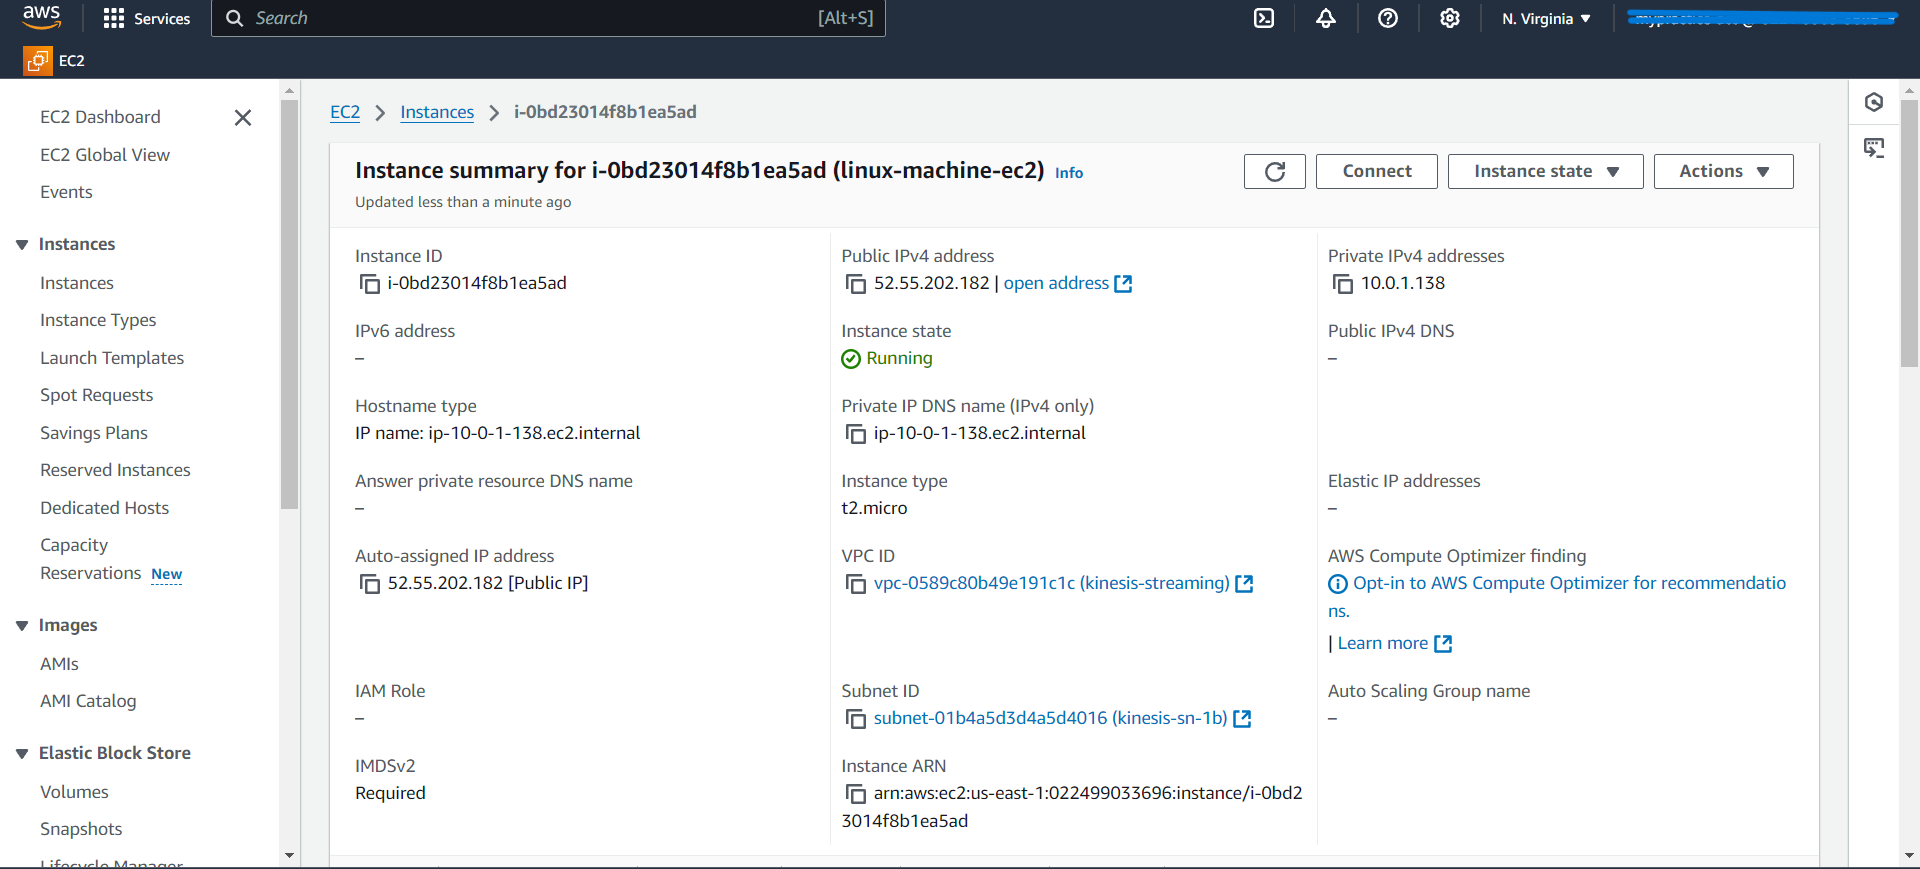 aws
Services
Search
[Alt+S]
N. Virginia
EC2
EC2 Dashboard
EC2 Global View
Events
Instances
Instances
Instance Types
Launch Templates
Spot Requests
Savings Plans
Reserved Instances
Dedicated Hosts
Capacity
Reservations New
Images
AMIs
AMI Catalog
Elastic Block Store
Volumes
Snapshots
Lifecycle Manager
EC2 > Instances > i-0bd23014f8b1ea5ad
Instance summary for i-0bd23014f8b1ea5ad (linux-machine-ec2) Info
Updated less than a minute ago
Connect
Instance state
Actions
Instance ID
i-0bd23014f8b1ea5ad
IPv6 address
–
Hostname type
IP name: ip-10-0-1-138.ec2.internal
Answer private resource DNS name
–
Auto-assigned IP address
52.55.202.182 [Public IP]
IAM Role
–
IMDSv2
Required
Public IPv4 address
52.55.202.182 | open address
Instance state
Running
Private IP DNS name (IPv4 only)
ip-10-0-1-138.ec2.internal
Instance type
t2.micro
VPC ID
vpc-0589c80b49e191c1c (kinesis-streaming)
Subnet ID
subnet-01b4a5d3d4a5d4016 (kinesis-sn-1b)
Instance ARN
arn:aws:ec2:us-east-1:022499033696:instance/i-0bd2
3014f8b1ea5ad
Private IPv4 addresses
10.0.1.138
Public IPv4 DNS
–
Elastic IP addresses
–
AWS Compute Optimizer finding
Opt-in to AWS Compute Optimizer for recommendatio
ns.
| Learn more
Auto Scaling Group name
–